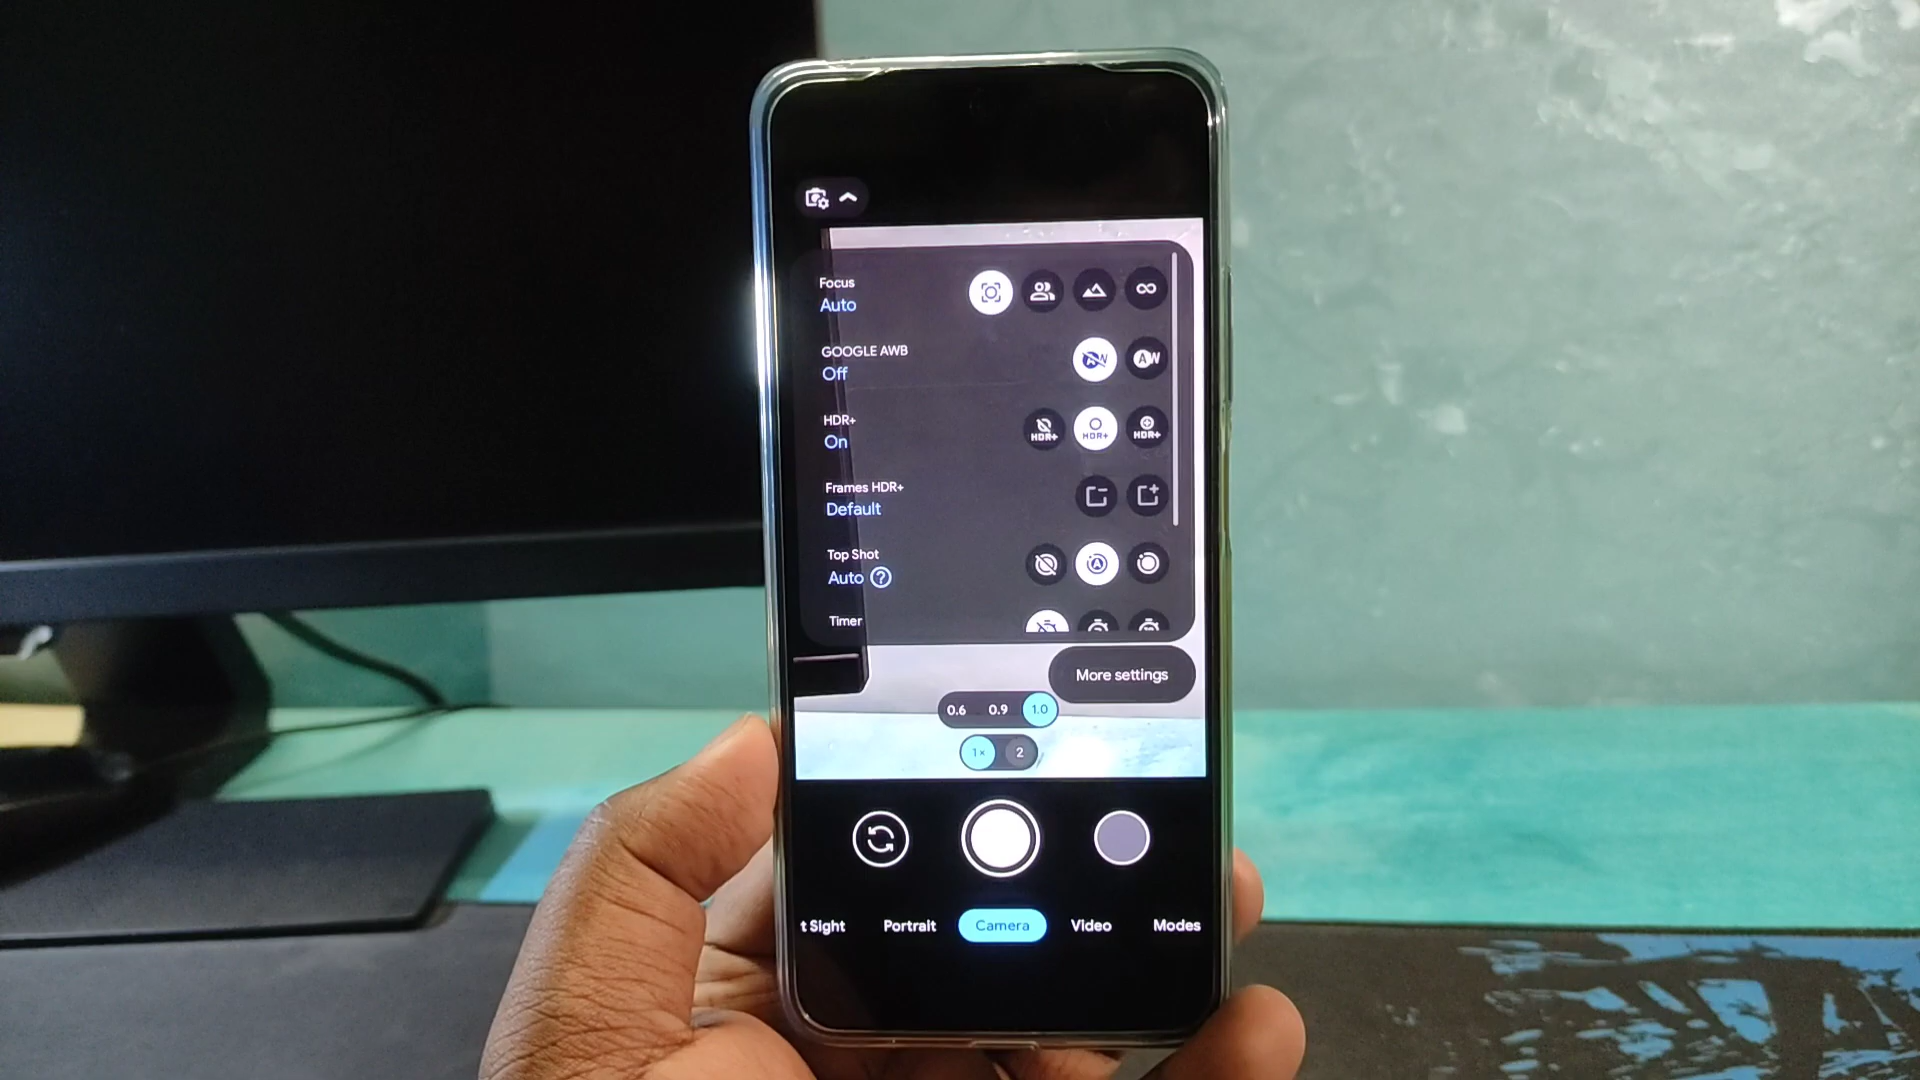 Focus
Auto
GOOGLE AWB
Off
HDR+
On
HDR+ HDR+ HDR+
Frames HDR+
Default
Top Shot
Auto ?
A
Timer
More settings
0.6 0.9 1.0
1× 2
t Sight Portrait Camera Video Modes